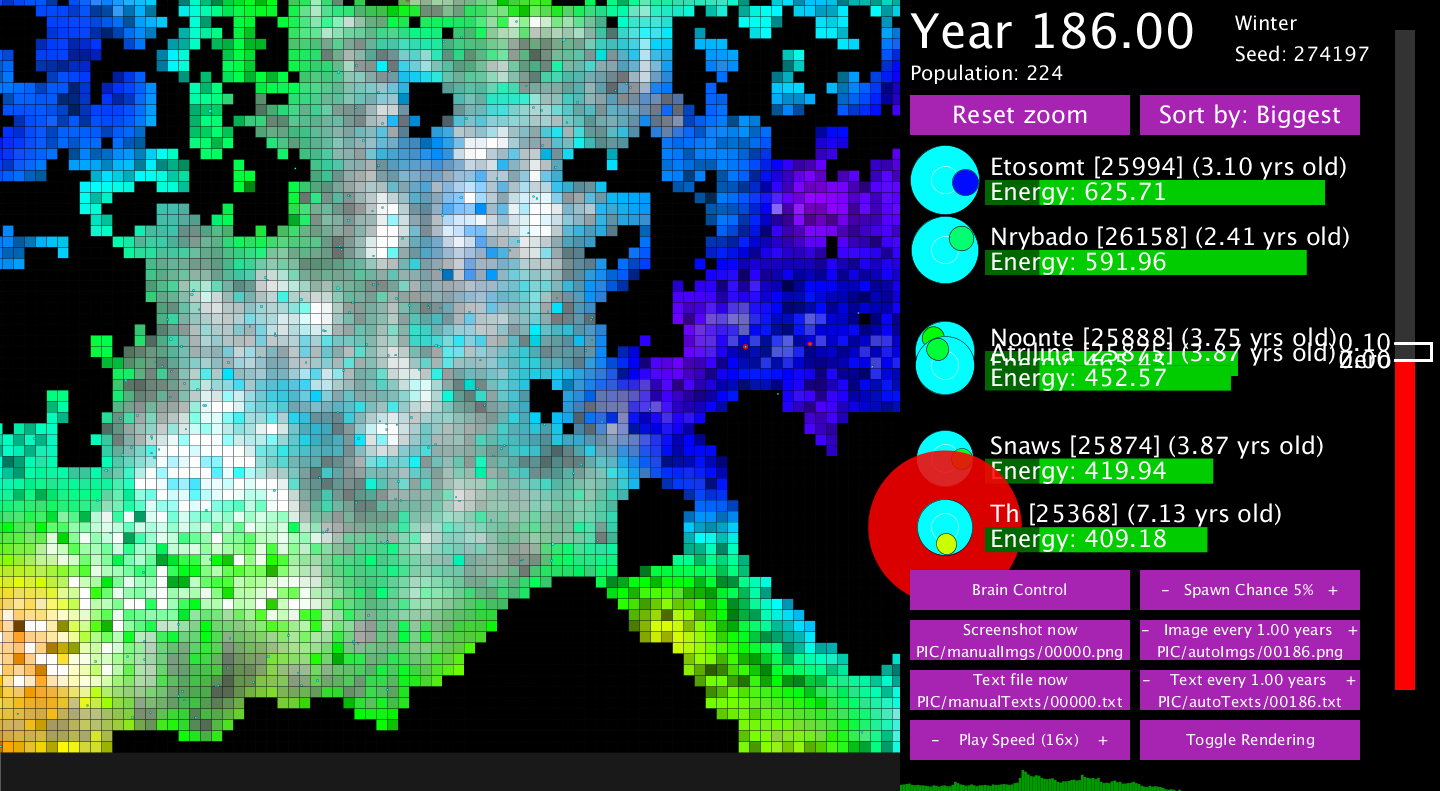 Year 186.00
Winter
Seed: 274197
Population: 224
Reset zoom
Sort by: Biggest
Etosomt [25994] (3.10 yrs old)
Energy: 625.71
Nrybado [26158] (2.41 yrs old)
Energy: 591.96
Noonte [25888] (3.75 yrs old)
0.10
[25873] (3.87 yrs old)
Energy: 452.57
Snaws [25874] (3.87 yrs old)
Energy: 419.94
Th [25368] (7.13 yrs old)
Energy: 409.18
Brain Control
- Spawn Chance 5% +
Screenshot now
PIC/manualImgs/00000.png
- Image every 1.00 years +
PIC/autoImgs/00186.png
Text file now
PIC/manualTexts/00000.txt
- Text every 1.00 years +
PIC/autoTexts/00186.txt
- Play Speed (16x) +
Toggle Rendering